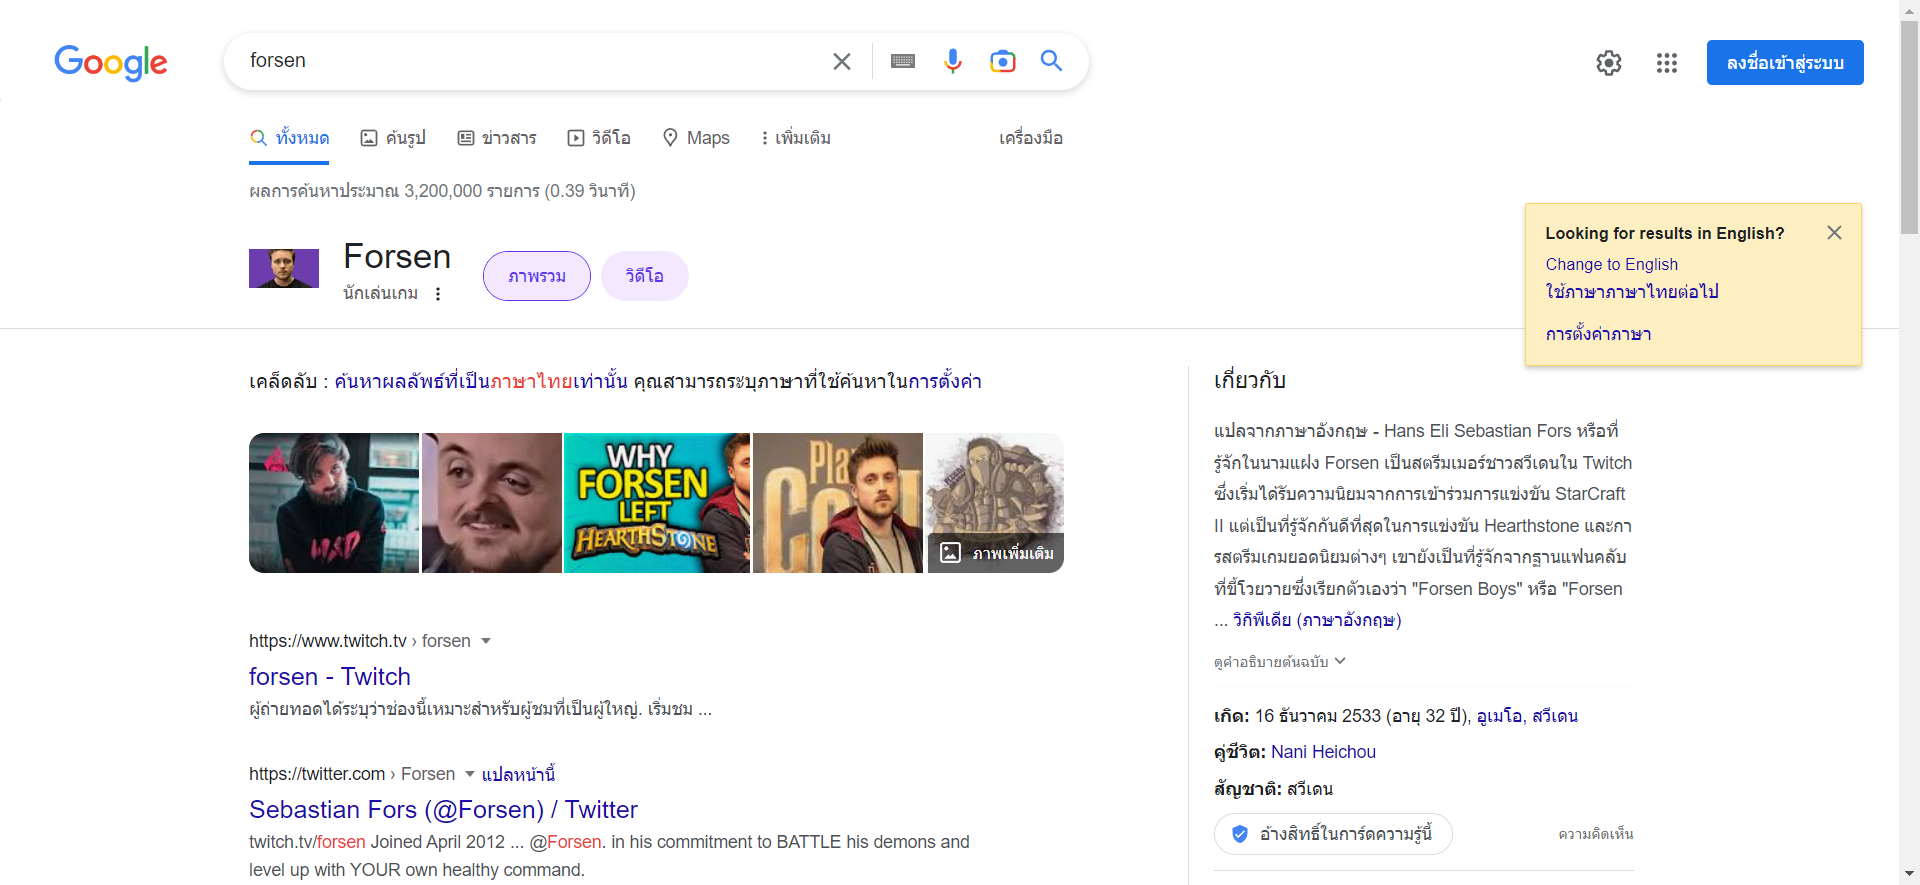 Google
forsen
ลงชื่อเข้าสู่ระบบ
ทั้งหมด
ค้นรูป
ข่าวสาร
วิดีโอ
Maps
เพิ่มเติม
เครื่องมือ
ผลการค้นหาประมาณ 3,200,000 รายการ (0.39 วินาที)
Forsen
นักเล่นเกม
ภาพรวม
วิดีโอ
Looking for results in English?
Change to English
ใช้ภาษาภาษาไทยต่อไป
การตั้งค่าภาษา
เคล็ดลับ : ค้นหาผลลัพธ์ที่เป็นภาษาไทยเท่านั้น คุณสามารถระบุภาษาที่ใช้ค้นหาในการตั้งค่า
WHY
FORSEN
LEFT
HEARTHSTONE
ภาพเพิ่มเติม
https://www.twitch.tv › forsen
forsen - Twitch
ผู้ถ่ายทอดได้ระบุว่าช่องนี้เหมาะสำหรับผู้ชมที่เป็นผู้ใหญ่. เริ่มชม ...
https://twitter.com › Forsen
แปลหน้านี้
Sebastian Fors (@Forsen) / Twitter
twitch.tv/forsen Joined April 2012 ... @Forsen. in his commitment to BATTLE his demons and
level up with YOUR own healthy command.
เกี่ยวกับ
แปลจากภาษาอังกฤษ - Hans Eli Sebastian Fors หรือที่
รู้จักในนามแฝง Forsen เป็นสตรีมเมอร์ชาวสวีเดนใน Twitch
ซึ่งเริ่มได้รับความนิยมจากการเข้าร่วมการแข่งขัน StarCraft
II แต่เป็นที่รู้จักกันดีที่สุดในการแข่งขัน Hearthstone และกา
รสตรีมเกมยอดนิยมต่างๆ เขายังเป็นที่รู้จักจากฐานแฟนคลับ
ที่ขี้โวยวายซึ่งเรียกตัวเองว่า "Forsen Boys" หรือ "Forsen
... วิกิพีเดีย (ภาษาอังกฤษ)
ดูคำอธิบายต้นฉบับ
เกิด: 16 ธันวาคม 2533 (อายุ 32 ปี), อูเมโอ, สวีเดน
คู่ชีวิต: Nani Heichou
สัญชาติ: สวีเดน
อ้างสิทธิ์ในการ์ดความรู้นี้
ความคิดเห็น